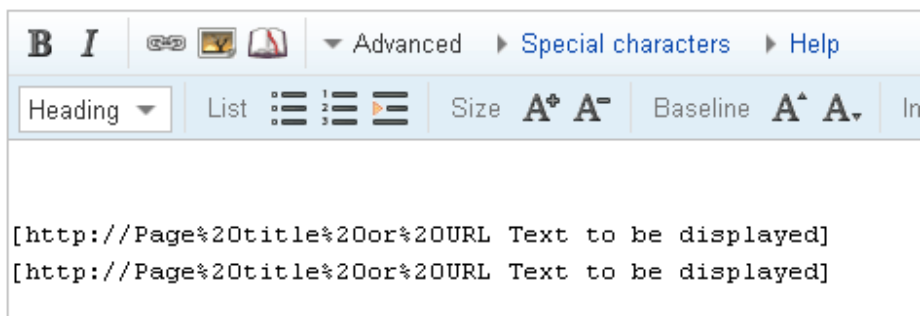 B I Advanced Special characters Help
Heading List Size A+ A- Baseline A A In
[http://Page%20title%20or%20URL Text to be displayed]
[http://Page%20title%20or%20URL Text to be displayed]